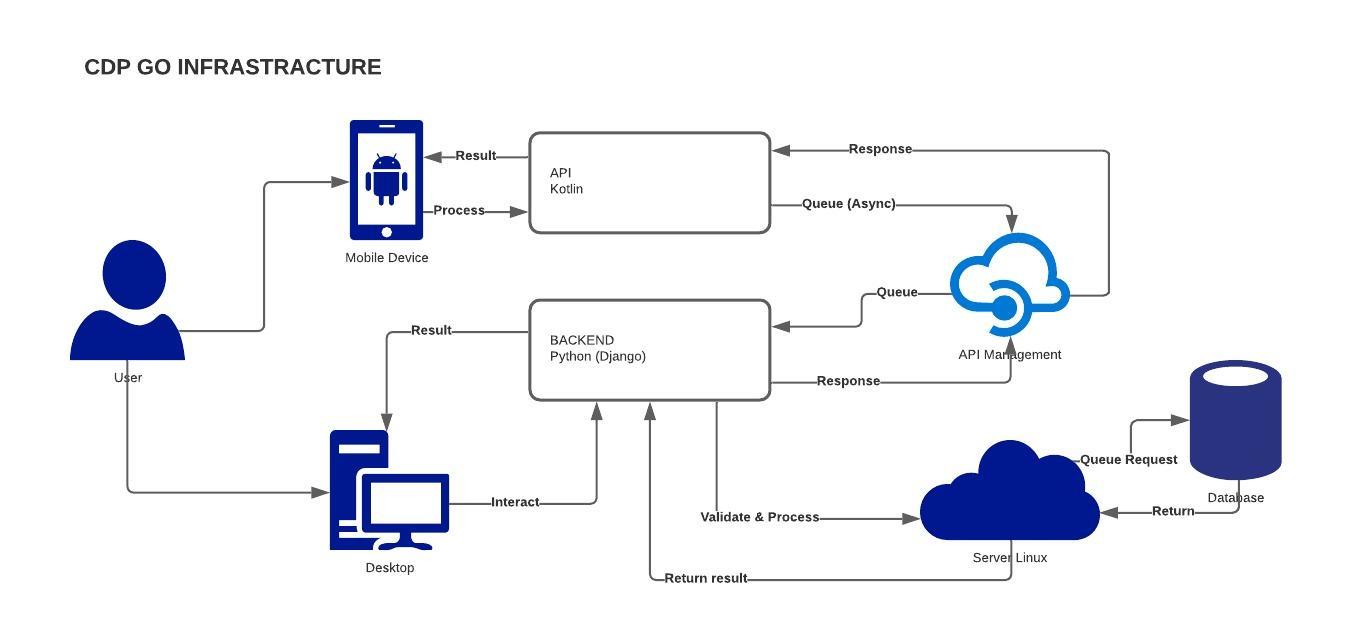 CDP GO INFRASTRACTURE
Result
Response
API
Kotlin
Queue (Async)
Process
Mobile Device
Queue
Result
BACKEND
Python (Django)
API Management
User
Response
Queue Request
Database
Interact
Return
Validate & Process
Server Linux
Desktop
Return result